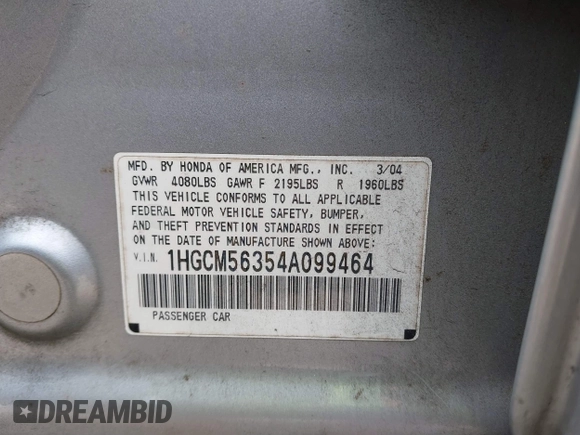 MFD. BY HONDA OF AMERICA MFG., INC. 3/04
GVWR 4080LBS GAWR F 2195LBS R 1960LBS
THIS VEHICLE CONFORMS TO ALL APPLICABLE
FEDERAL MOTOR VEHICLE SAFETY, BUMPER,
AND THEFT PREVENTION STANDARDS IN EFFECT
ON THE DATE OF MANUFACTURE SHOWN ABOVE:
V.I.N. 1HGCM56354A099464
PASSENGER CAR
DREAMBID